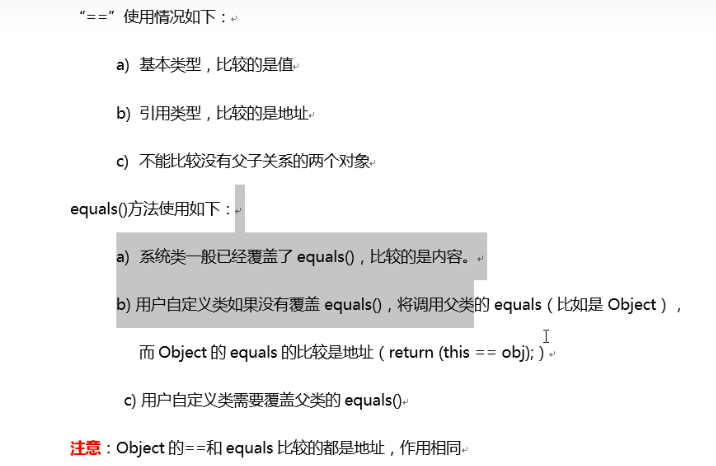 “==”使用情况如下：
a) 基本类型，比较的是值
b) 引用类型，比较的是地址
c) 不能比较没有父子关系的两个对象
equals()方法使用如下：
a) 系统类一般已经覆盖了 equals()，比较的是内容。
b) 用户自定义类如果没有覆盖 equals()，将调用父类的 equals（比如是 Object），
而 Object 的 equals 的比较是地址（return (this == obj);）
c) 用户自定义类需要覆盖父类的 equals()
注意：Object 的==和 equals 比较的都是地址，作用相同